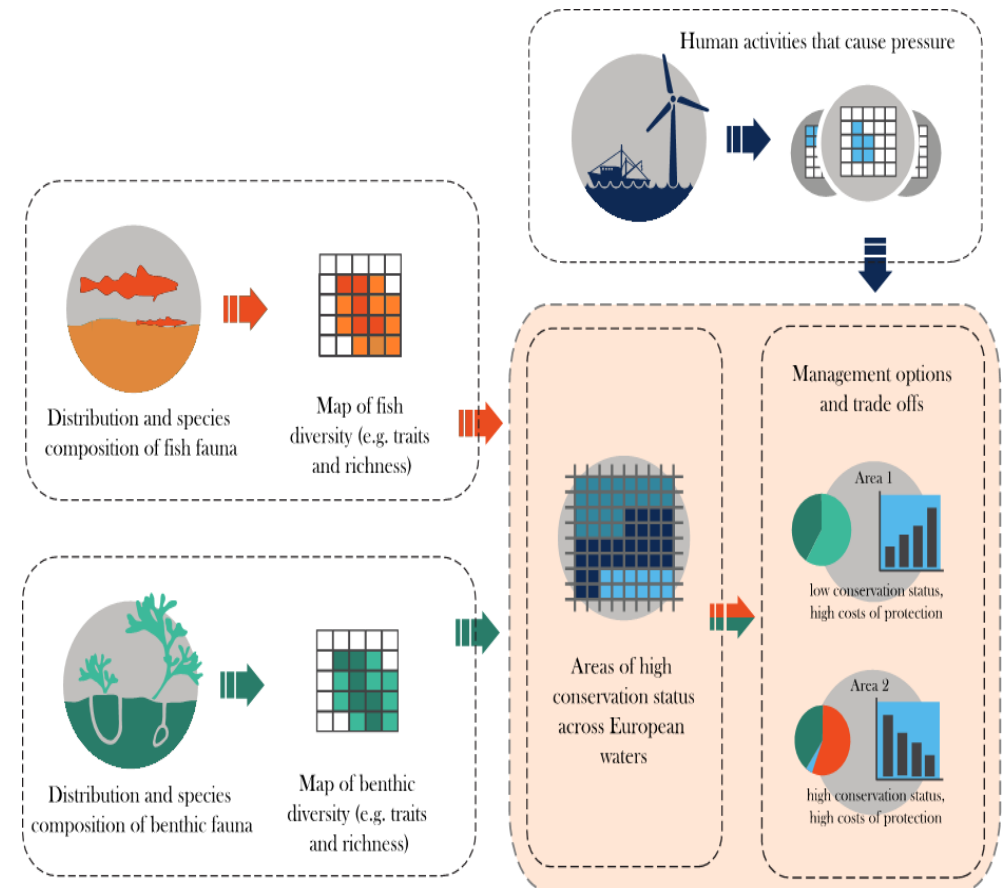 Human activities that cause pressure
Distribution and species
composition of fish fauna
Map of fish
diversity (e.g. traits
and richness)
Distribution and species
composition of benthic fauna
Map of benthic
diversity (e.g. traits
and richness)
Areas of high
conservation status
across European
waters
Management options
and trade offs
Area 1
low conservation status,
high costs of protection
Area 2
high conservation status,
high costs of protection